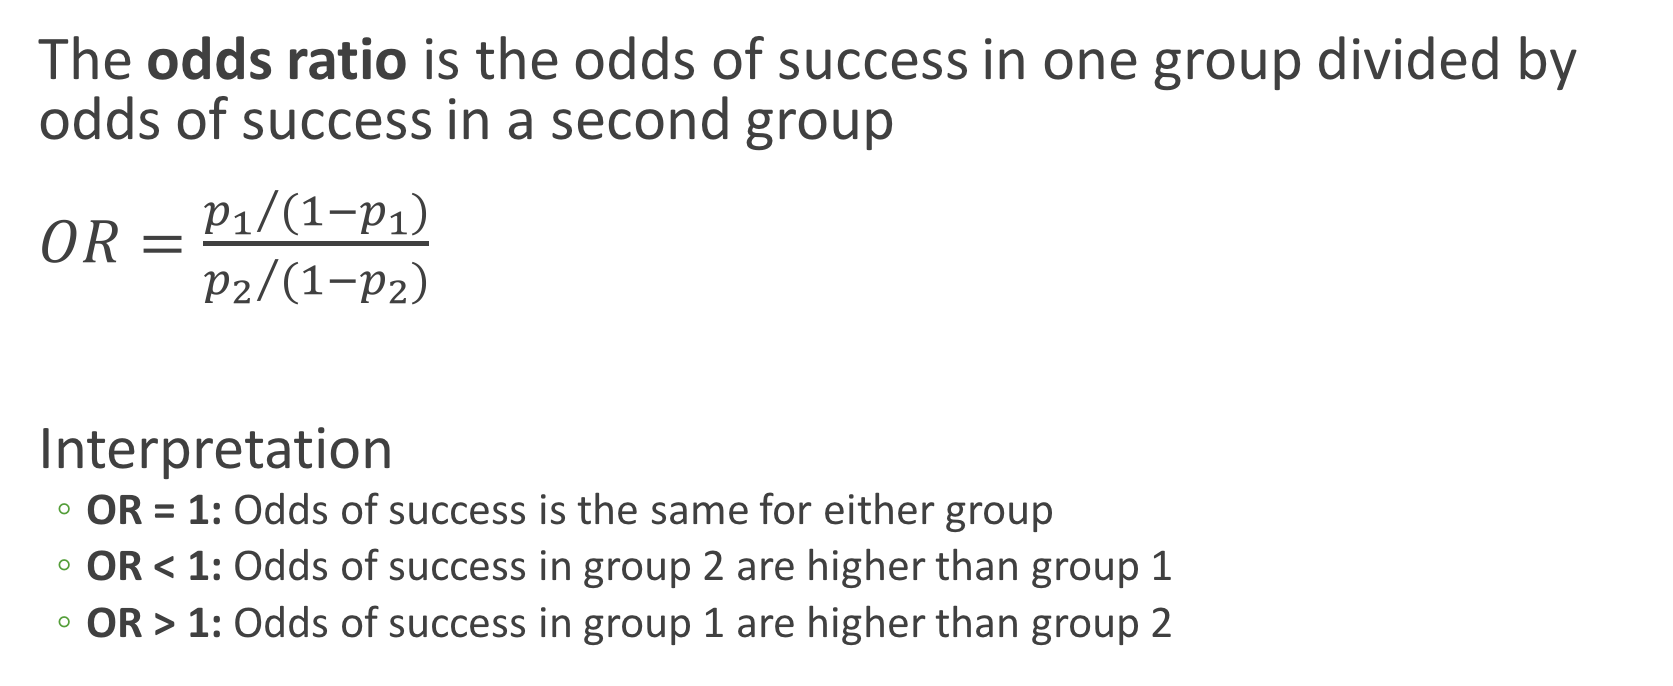 The odds ratio is the odds of success in one group divided by
odds of success in a second group
OR = p₁/(1−p₁)
p₂/(1−p₂)
Interpretation
◦ OR = 1: Odds of success is the same for either group
◦ OR < 1: Odds of success in group 2 are higher than group 1
◦ OR > 1: Odds of success in group 1 are higher than group 2